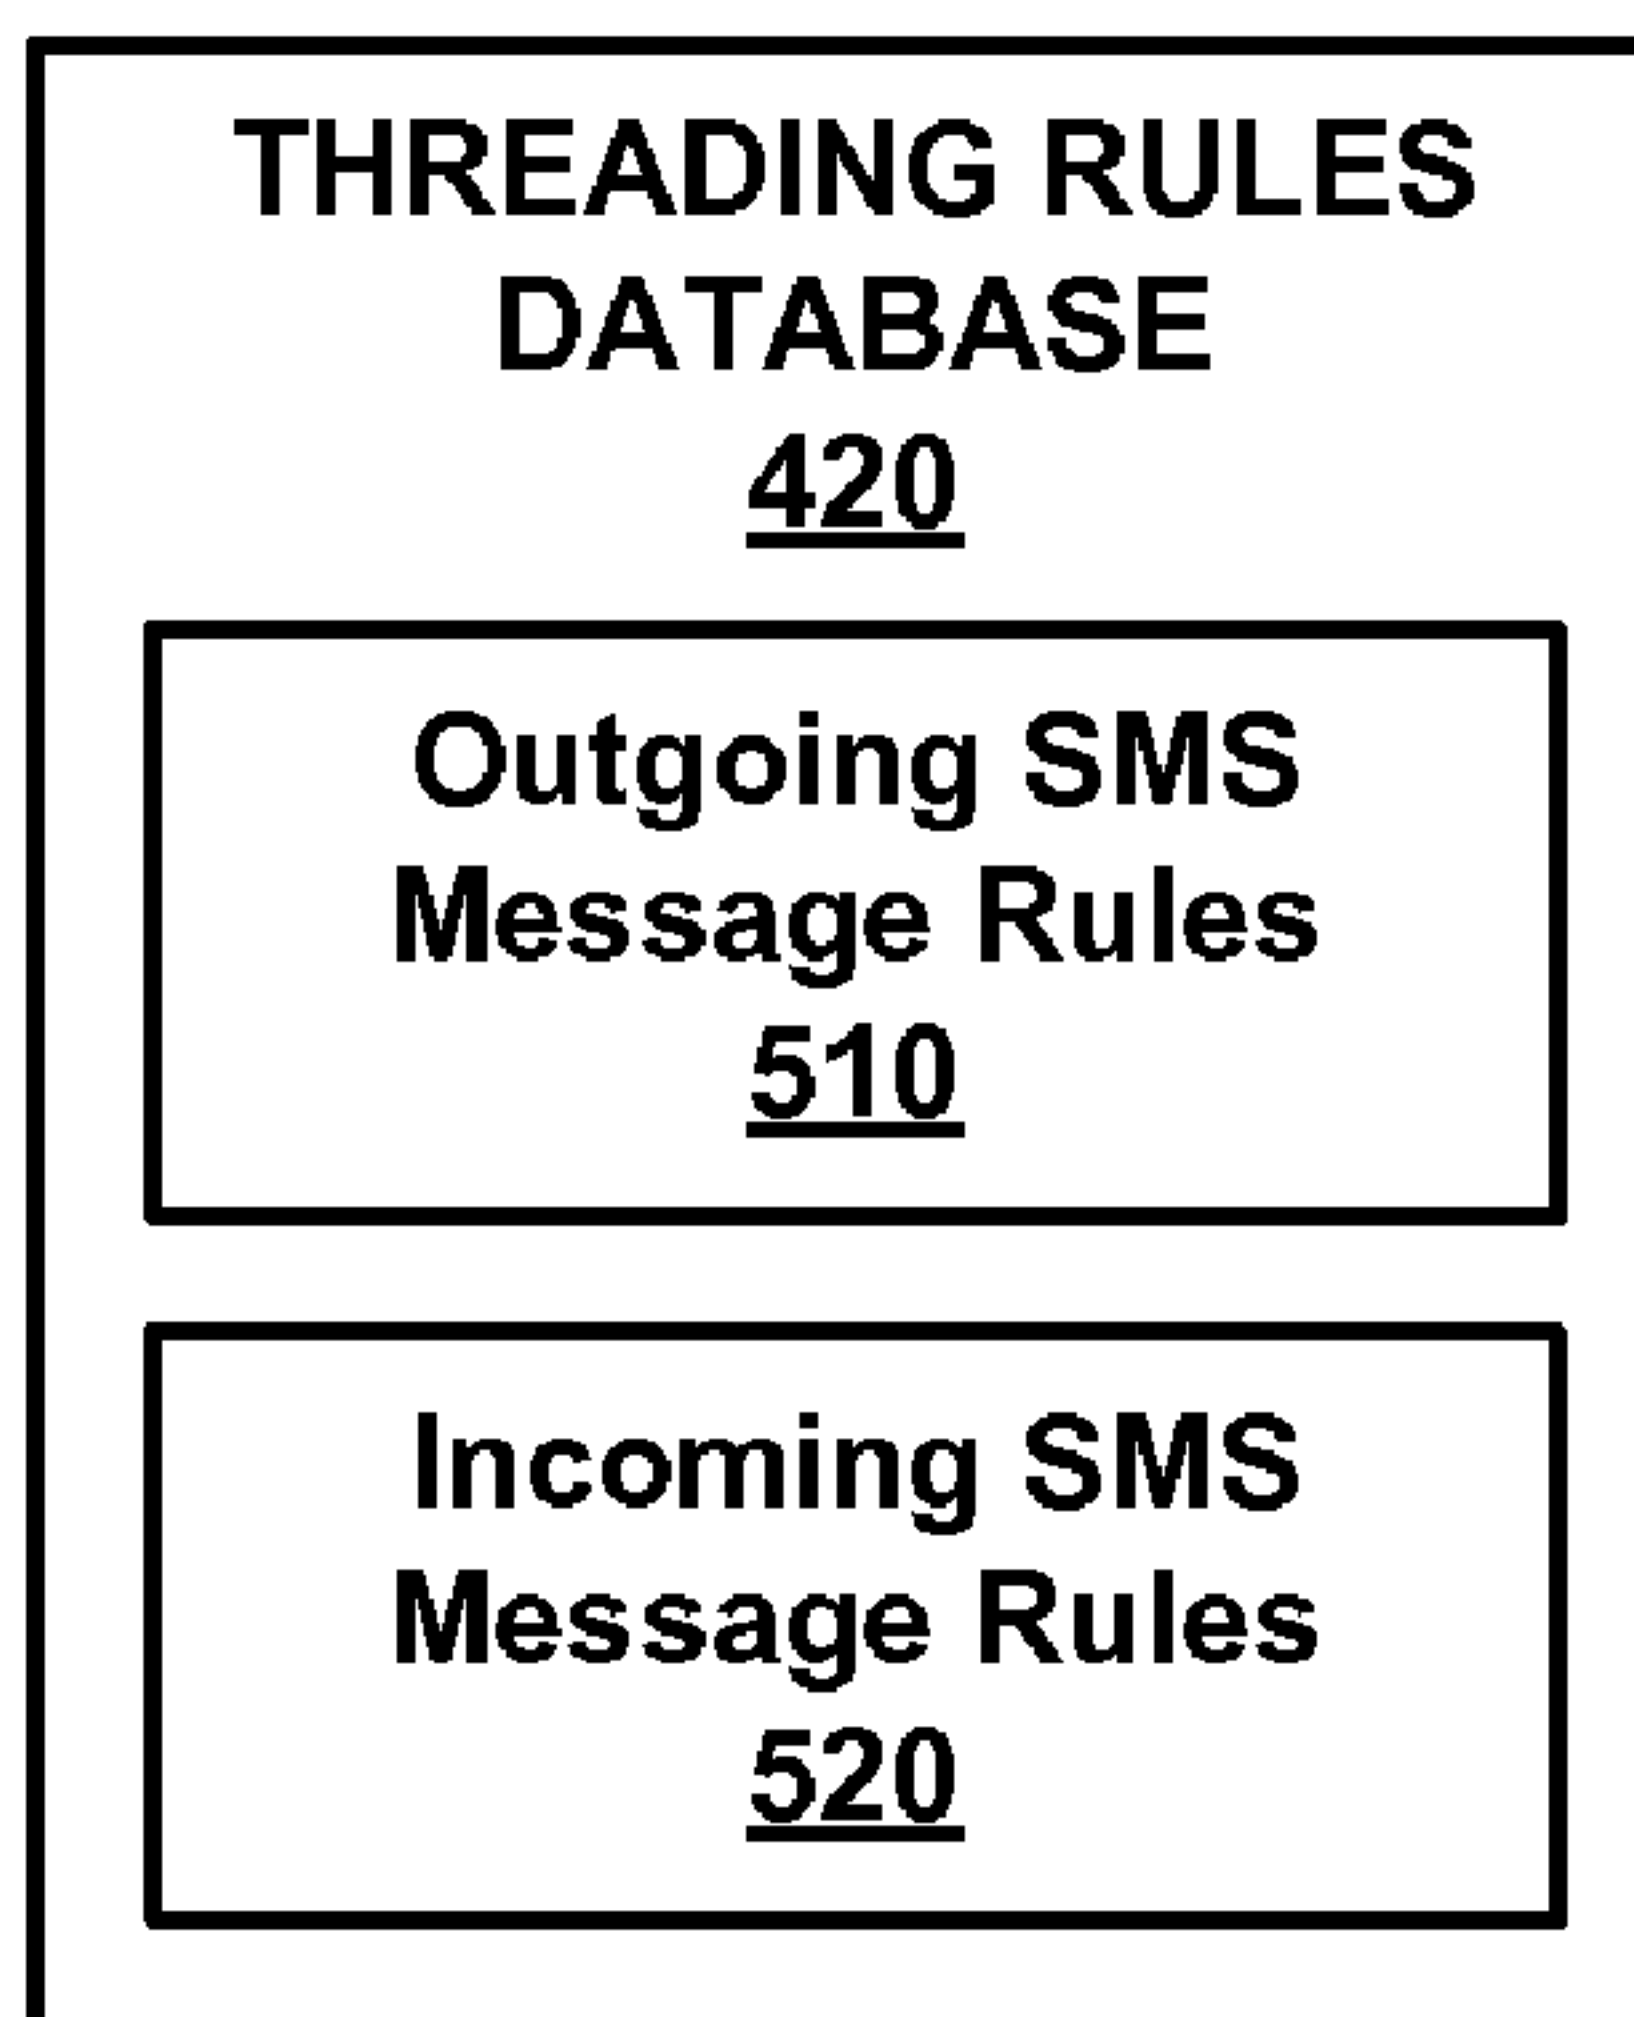 THREADING RULES
DATABASE
420
Outgoing SMS
Message Rules
510
Incoming SMS
Message Rules
520